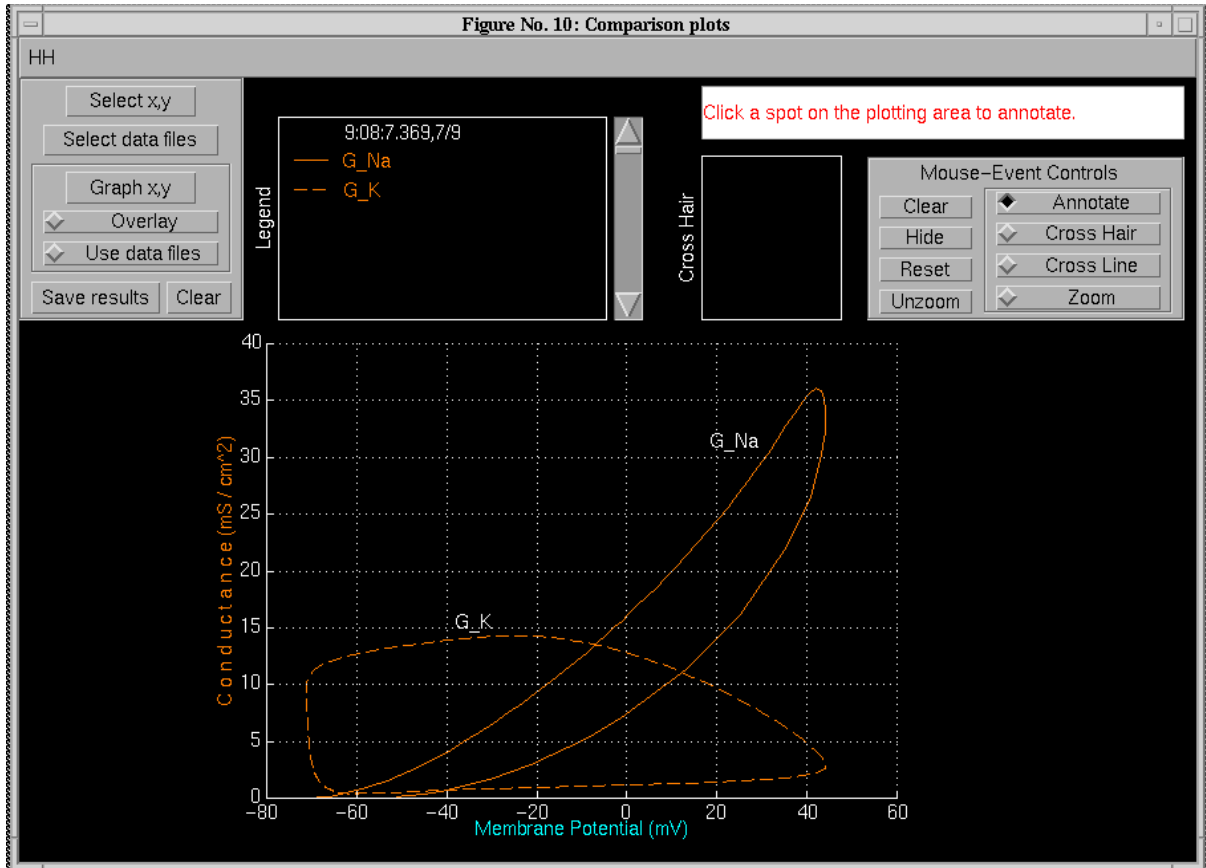 Figure No. 10: Comparison plots
HH
Select x,y
Select data files
Graph x,y
Overlay
Use data files
Save results
Clear
Legend
9:08:7.369,7/9
G_Na
G_K
Click a spot on the plotting area to annotate.
Cross Hair
Mouse-Event Controls
Clear
Hide
Reset
Unzoom
Annotate
Cross Hair
Cross Line
Zoom
Conductance (mS / cm^2)
40
35
30
25
20
15
10
5
0
G_Na
G_K
-80 -60 -40 -20 0 20 40 60
Membrane Potential (mV)